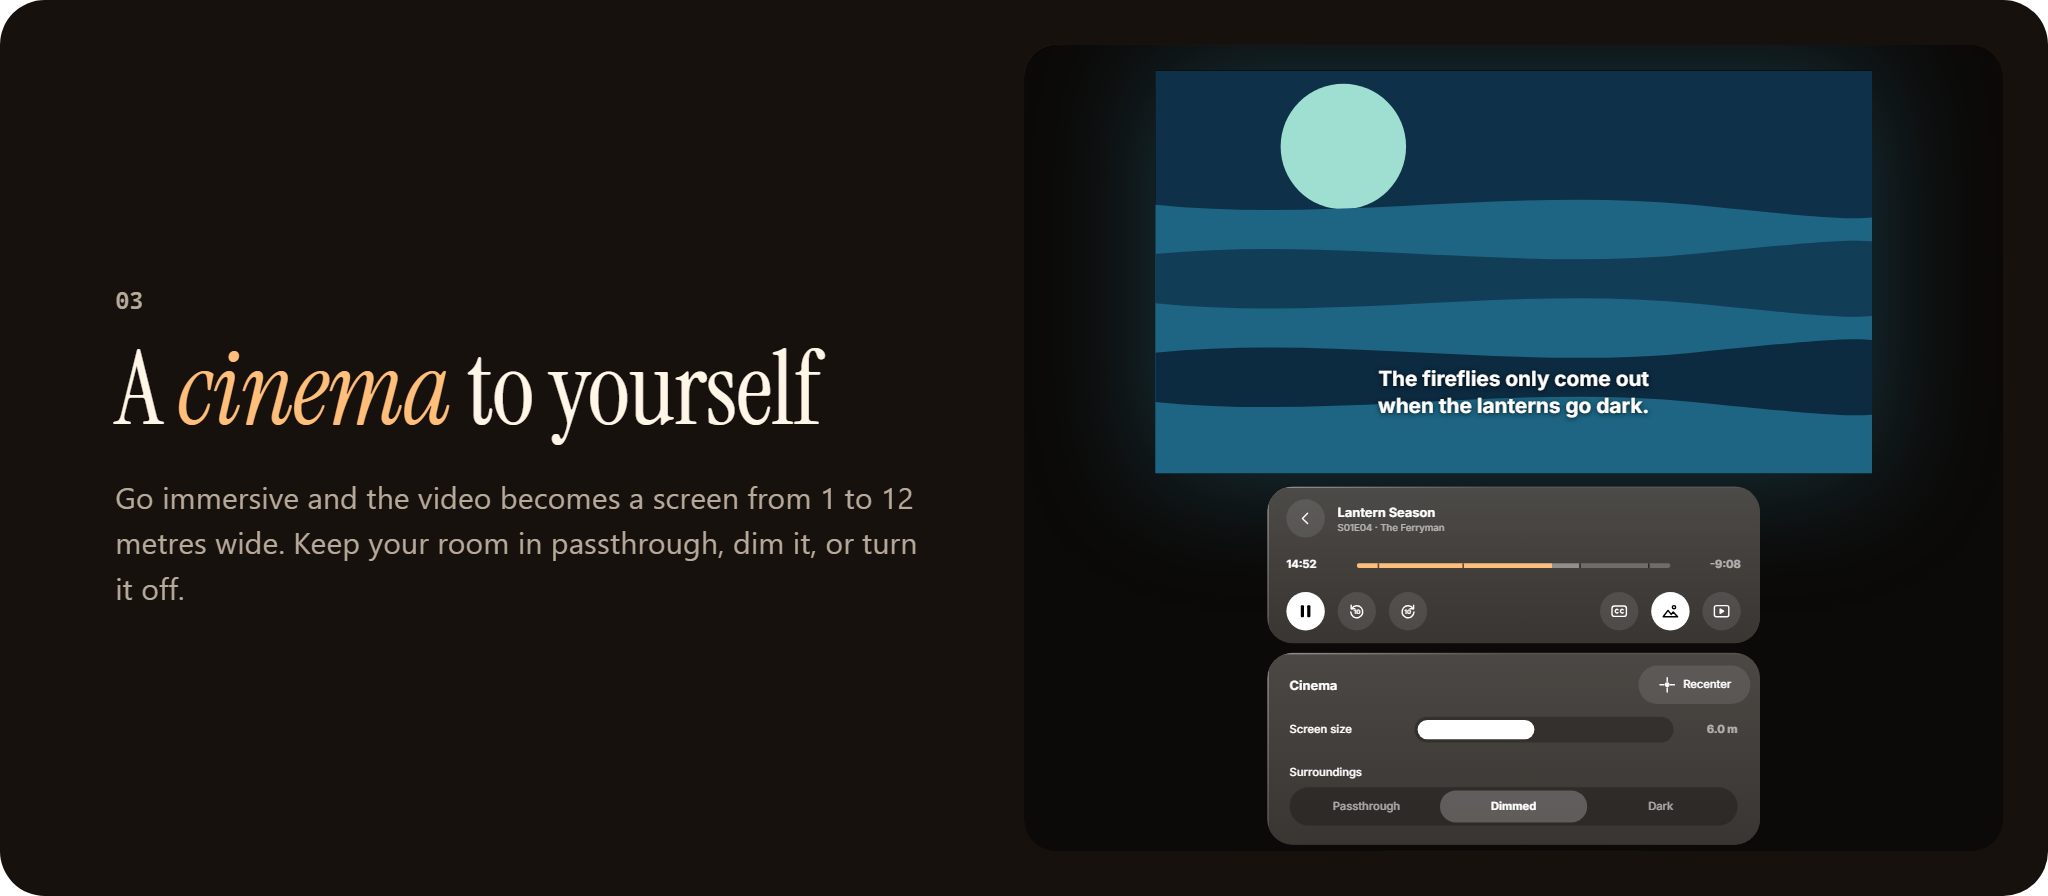 03
A cinema to yourself
Go immersive and the video becomes a screen from 1 to 12
metres wide. Keep your room in passthrough, dim it, or turn
it off.
The fireflies only come out
when the lanterns go dark.
Lantern Season
S01E04 · The Ferryman
14:52
-9:08
10
10
CC
Cinema
Recenter
Screen size
6.0 m
Surroundings
Passthrough
Dimmed
Dark